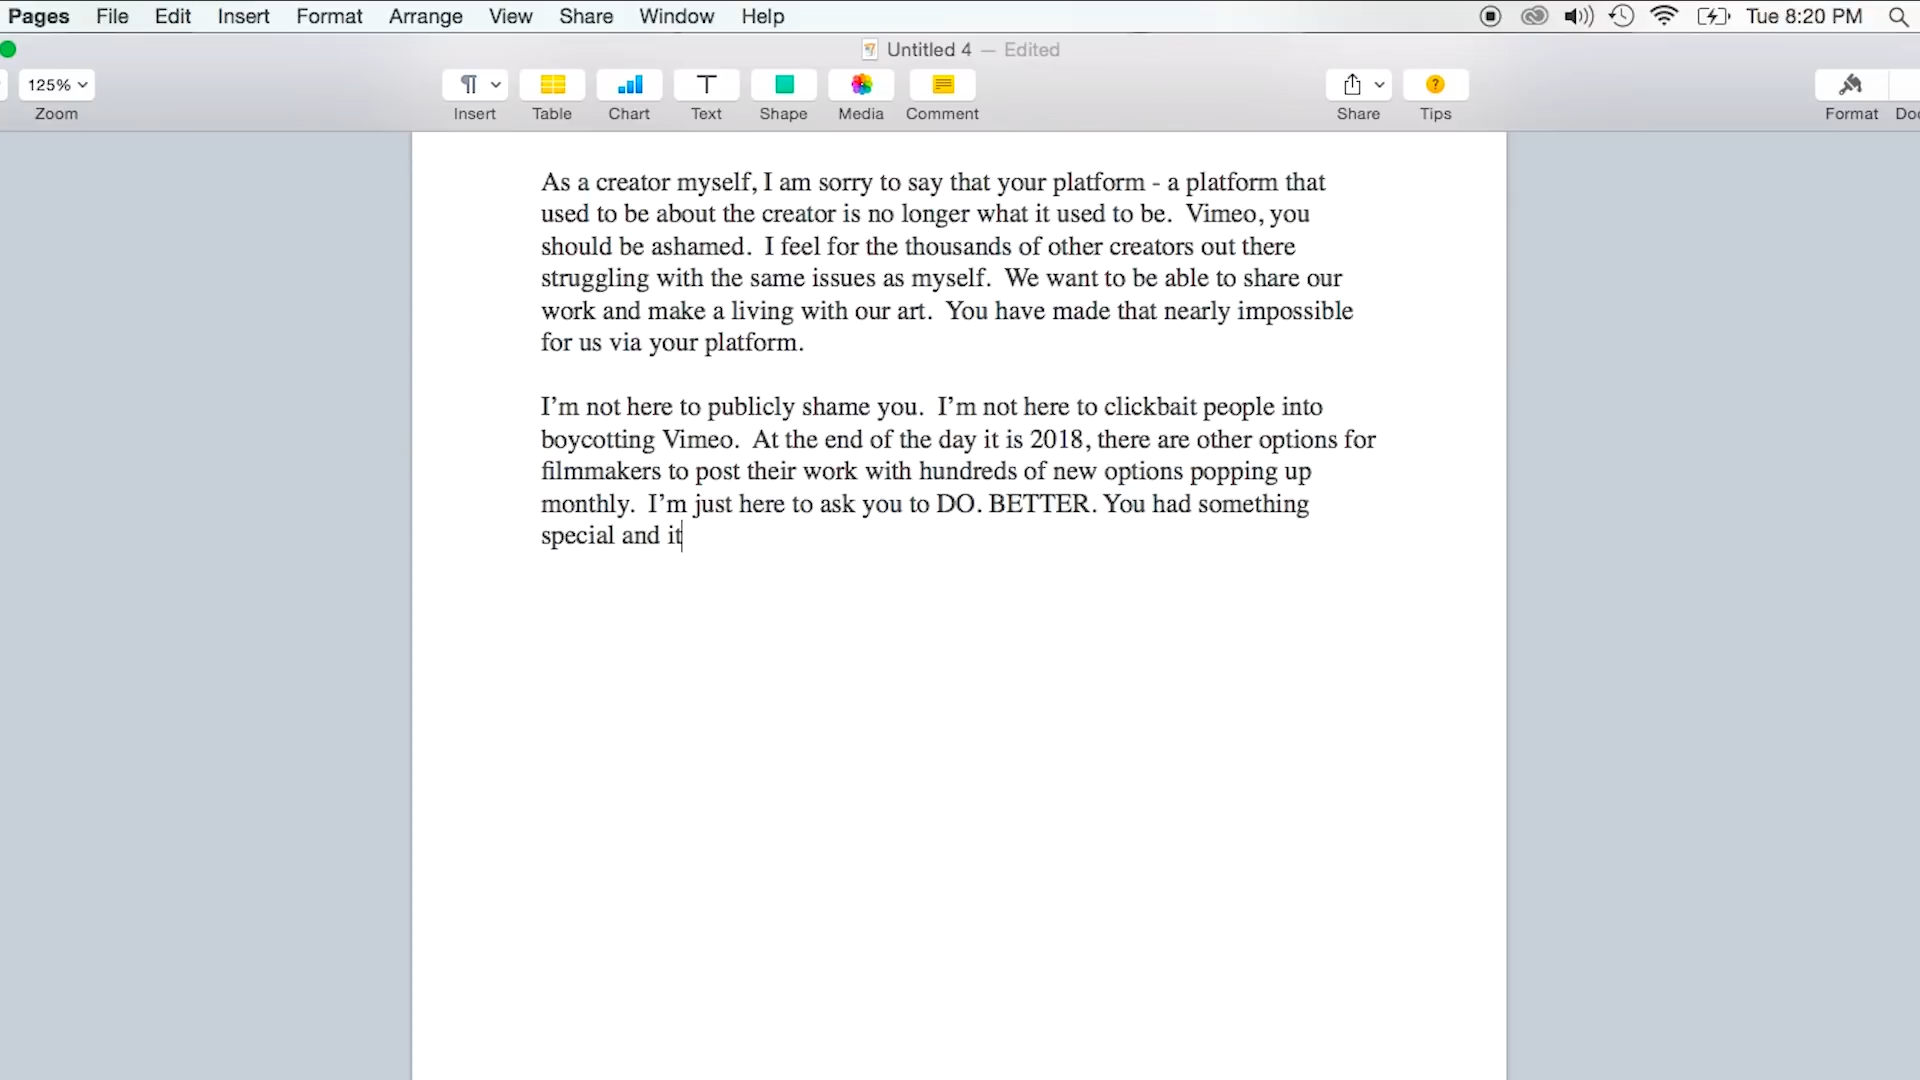 Pages File Edit Insert Format Arrange View Share Window Help Tue 8:20 PM
Untitled 4 — Edited
125%
Zoom Insert Table Chart Text Shape Media Comment Share Tips Format
As a creator myself, I am sorry to say that your platform - a platform that
used to be about the creator is no longer what it used to be.  Vimeo, you
should be ashamed.  I feel for the thousands of other creators out there
struggling with the same issues as myself.  We want to be able to share our
work and make a living with our art.  You have made that nearly impossible
for us via your platform.
I’m not here to publicly shame you.  I’m not here to clickbait people into
boycotting Vimeo.  At the end of the day it is 2018, there are other options for
filmmakers to post their work with hundreds of new options popping up
monthly.  I’m just here to ask you to DO. BETTER. You had something
special and it